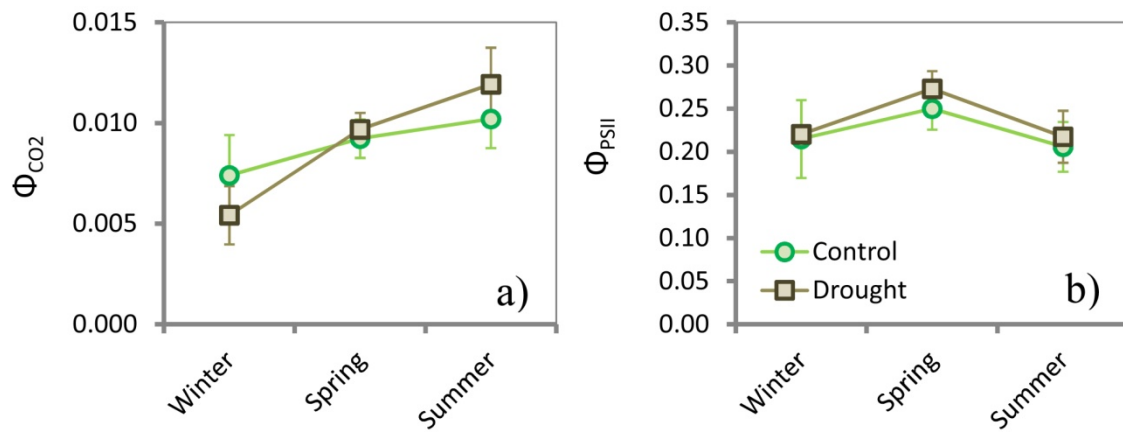 0.015
0.010
0.005
0.000
ΦCO2
Winter
Spring
Summer
a)
0.35
0.30
0.25
0.20
0.15
0.10
0.05
0.00
ΦPSII
Control
Drought
Winter
Spring
Summer
b)